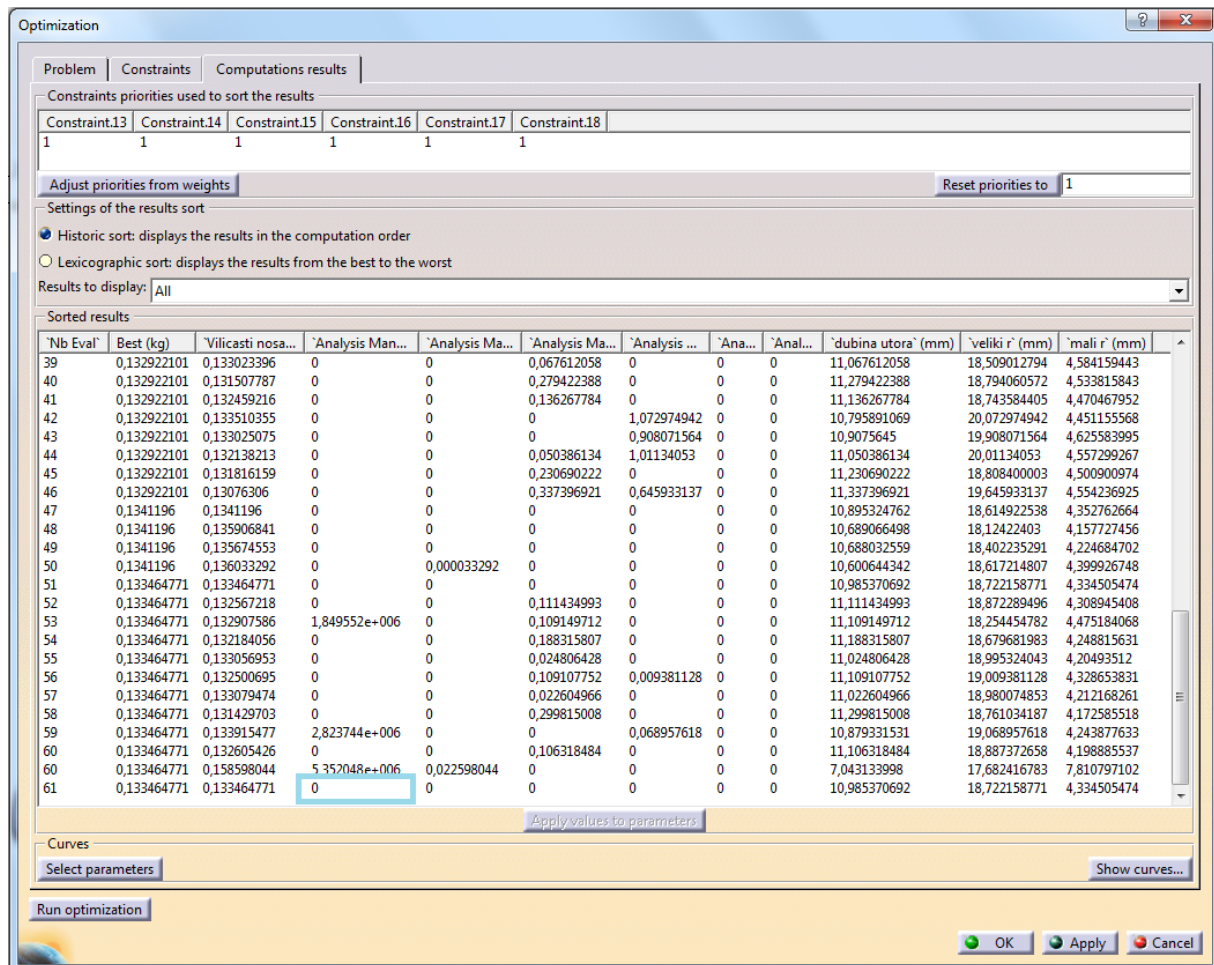 Optimization
Problem Constraints Computations results
Constraints priorities used to sort the results
Constraint.13 Constraint.14 Constraint.15 Constraint.16 Constraint.17 Constraint.18
1 1 1 1 1 1
Adjust priorities from weights Reset priorities to 1
Settings of the results sort
Historic sort: displays the results in the computation order
Lexicographic sort: displays the results from the best to the worst
Results to display: All
Sorted results
`Nb Eval` Best (kg) `Vilicasti nosa... `Analysis Man... `Analysis Ma... `Analysis Ma... `Analysis ... `Ana... `Anal... `dubina utora` (mm) `veliki r` (mm) `mali r` (mm)
39 0,132922101 0,133023396 0 0 0,067612058 0 0 0 11,067612058 18,509012794 4,584159443
40 0,132922101 0,131507787 0 0 0,279422388 0 0 0 11,279422388 18,794060572 4,533815843
41 0,132922101 0,132459216 0 0 0,136267784 0 0 0 11,136267784 18,743584405 4,470467952
42 0,132922101 0,133510355 0 0 0 1,072974942 0 0 10,795891069 20,072974942 4,451155568
43 0,132922101 0,133025075 0 0 0 0,908071564 0 0 10,9075645 19,908071564 4,625583995
44 0,132922101 0,132138213 0 0 0,050386134 1,01134053 0 0 11,050386134 20,01134053 4,557299267
45 0,132922101 0,131816159 0 0 0,230690222 0 0 0 11,230690222 18,808400003 4,500900974
46 0,132922101 0,13076306 0 0 0,337396921 0,645933137 0 0 11,337396921 19,645933137 4,554236925
47 0,1341196 0,1341196 0 0 0 0 0 0 10,895324762 18,614922538 4,352762664
48 0,1341196 0,135906841 0 0 0 0 0 0 10,689066498 18,12422403 4,157727456
49 0,1341196 0,135674553 0 0 0 0 0 0 10,688032559 18,402235291 4,224684702
50 0,1341196 0,136033292 0 0,000033292 0 0 0 0 10,600644342 18,617214807 4,399926748
51 0,133464771 0,133464771 0 0 0 0 0 0 10,985370692 18,722158771 4,334505474
52 0,133464771 0,132567218 0 0 0,111434993 0 0 0 11,111434993 18,872289496 4,308945408
53 0,133464771 0,132907586 1,849552e+006 0 0,109149712 0 0 0 11,109149712 18,254454782 4,475184068
54 0,133464771 0,132184056 0 0 0,188315807 0 0 0 11,188315807 18,679681983 4,248815631
55 0,133464771 0,133056953 0 0 0,024806428 0 0 0 11,024806428 18,995324043 4,20493512
56 0,133464771 0,132500695 0 0 0,109107752 0,009381128 0 0 11,109107752 19,009381128 4,328653831
57 0,133464771 0,133079474 0 0 0,022604966 0 0 0 11,022604966 18,980074853 4,212168261
58 0,133464771 0,131429703 0 0 0,299815008 0 0 0 11,299815008 18,761034187 4,172585518
59 0,133464771 0,133915477 2,823744e+006 0 0 0,068957618 0 0 10,879331531 19,068957618 4,243877633
60 0,133464771 0,132605426 0 0 0,106318484 0 0 0 11,106318484 18,887372658 4,198885537
60 0,133464771 0,158598044 5,352048e+006 0,022598044 0 0 0 0 7,043133998 17,682416783 7,810797102
61 0,133464771 0,133464771 0 0 0 0 0 0 10,985370692 18,722158771 4,334505474
Apply values to parameters
Curves
Select parameters Show curves...
Run optimization
OK Apply Cancel